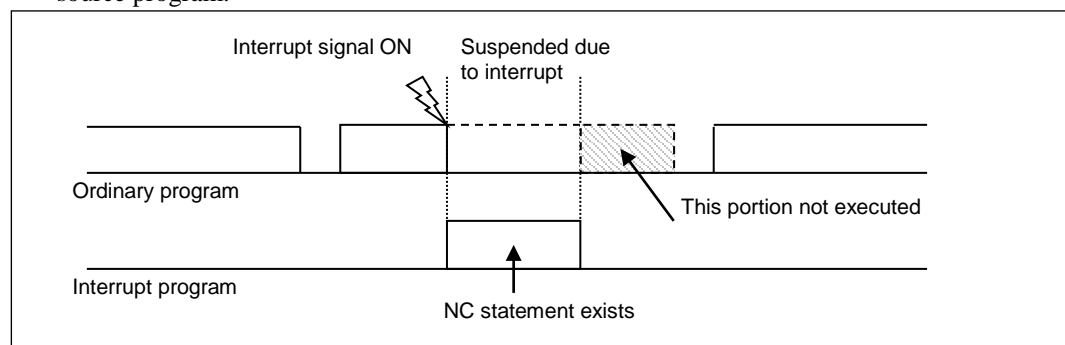 source program.
Interrupt signal ON
Suspended due
to interrupt
Ordinary program
This portion not executed
Interrupt program
NC statement exists